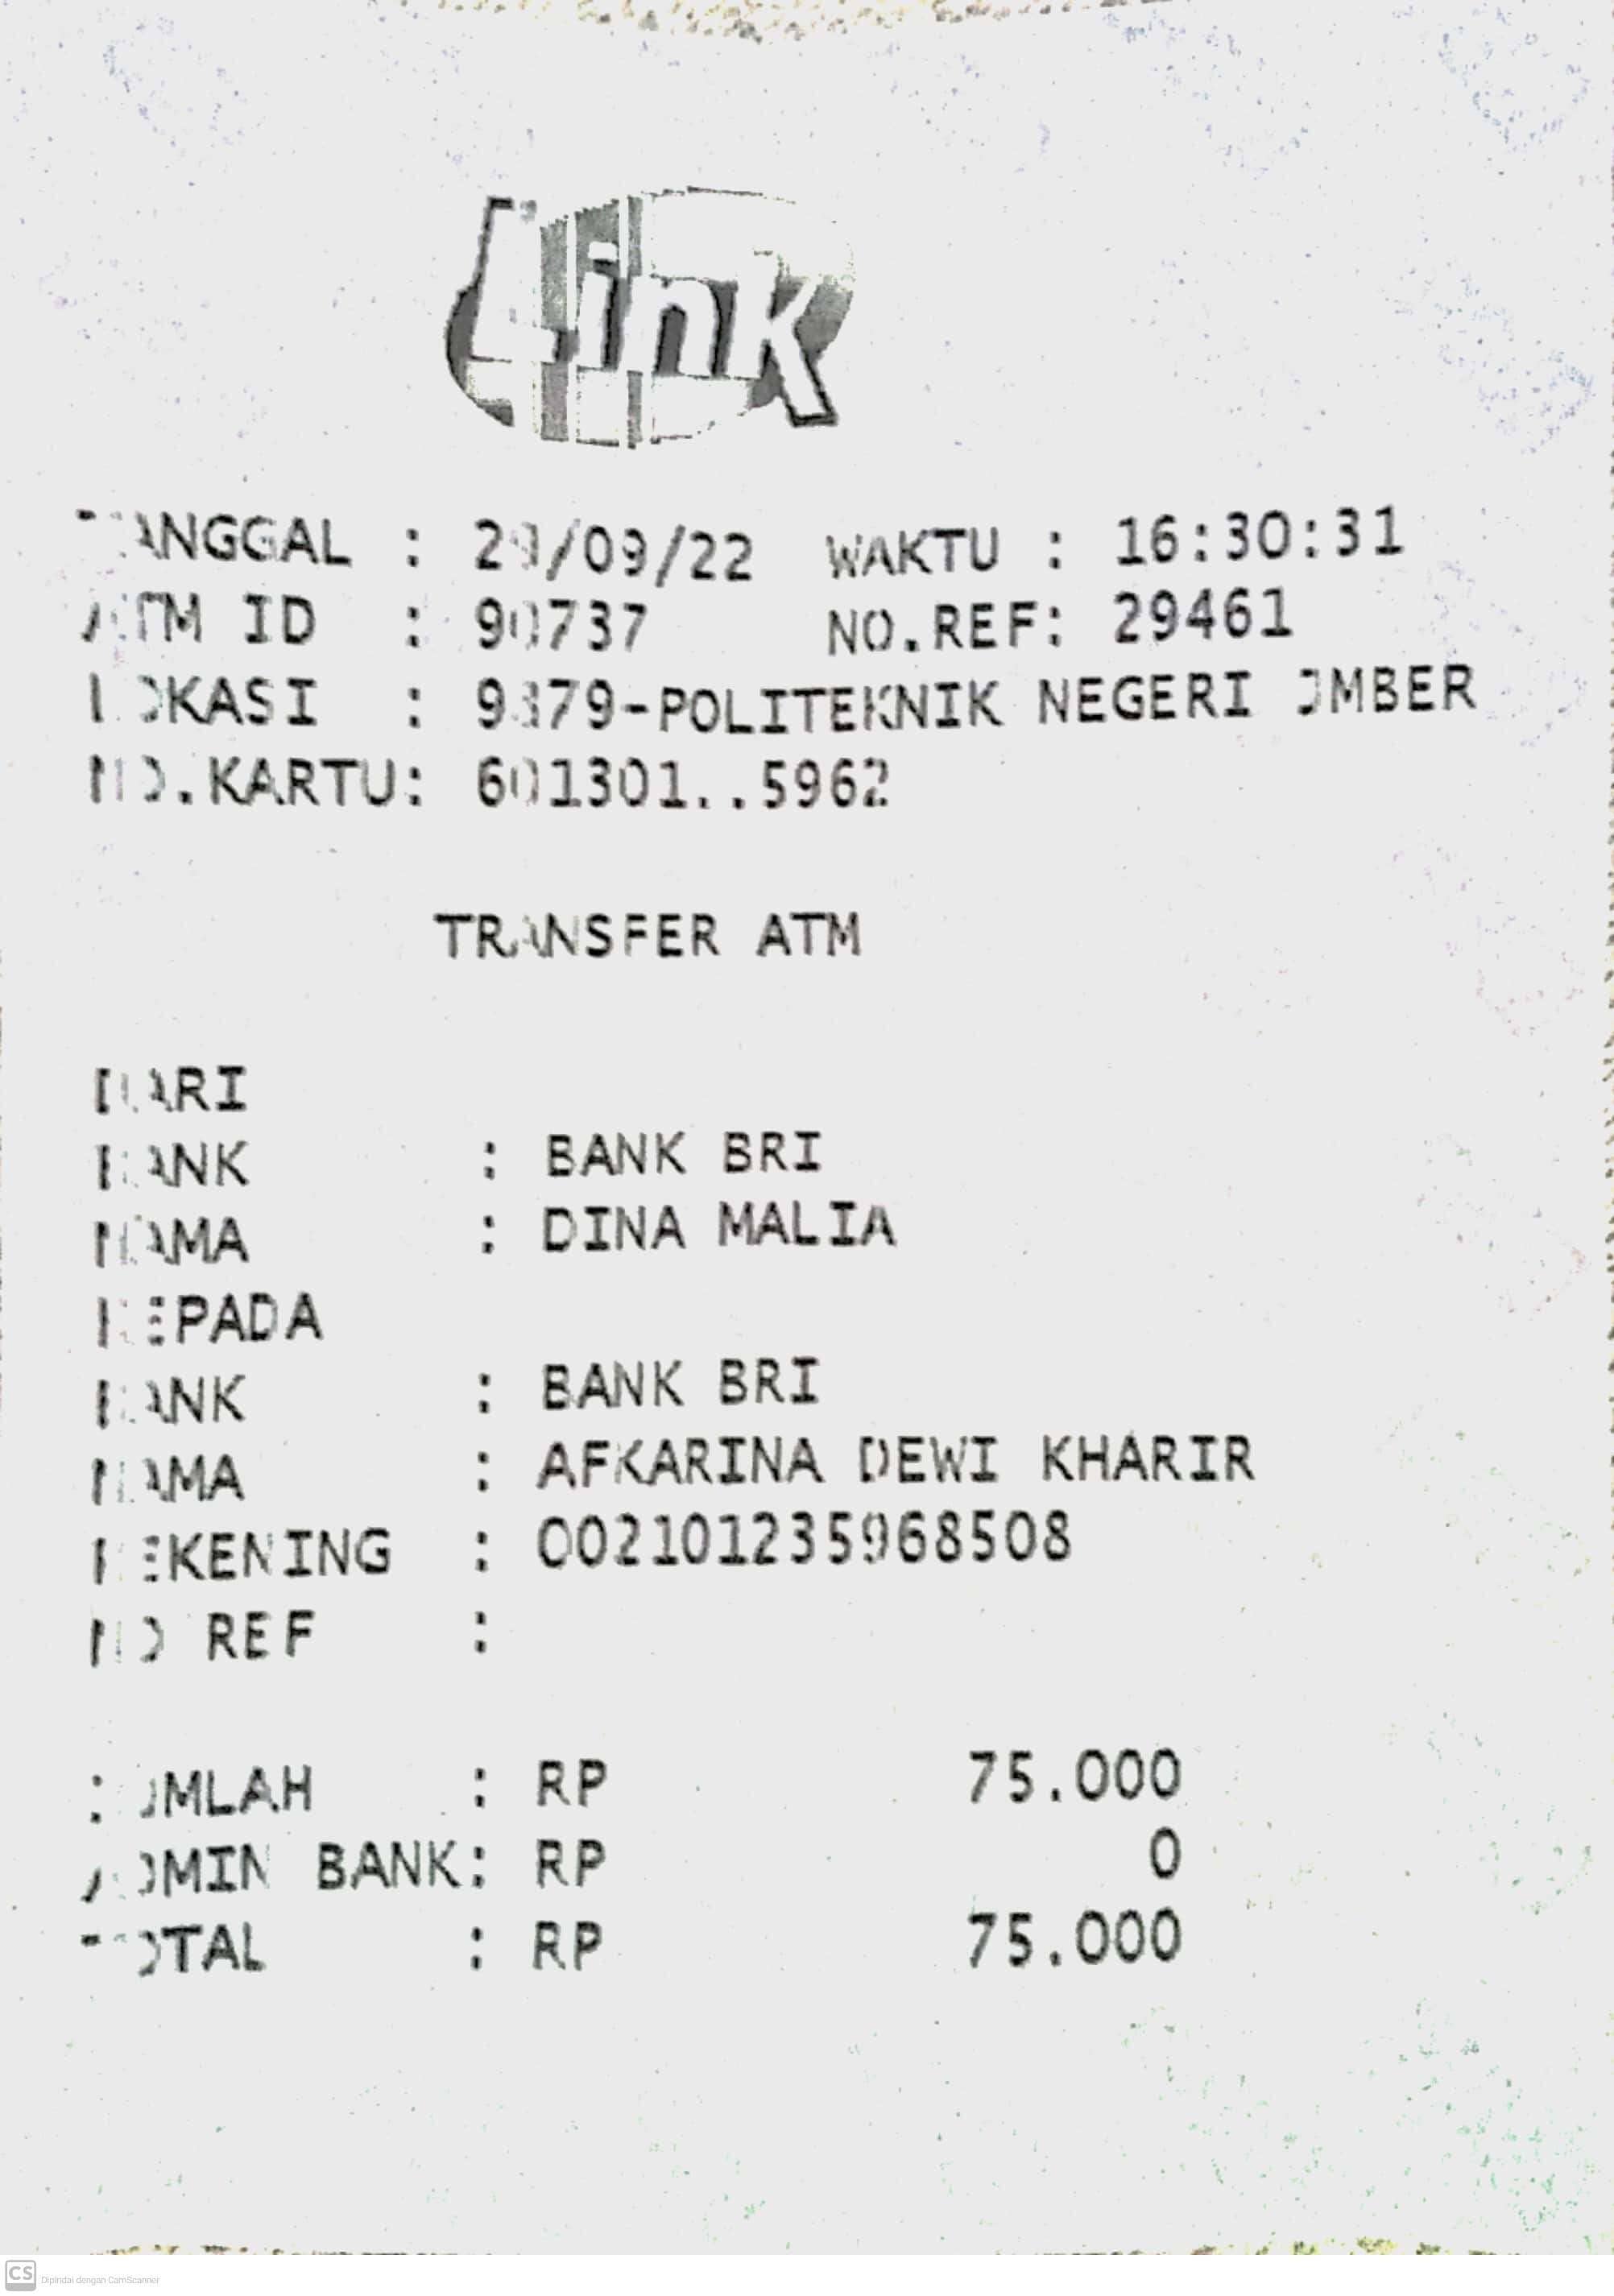 Link
TANGGAL : 29/09/22 WAKTU : 16:30:31
ATM ID : 90737 NO.REF: 29461
LOKASI : 9379-POLITEKNIK NEGERI JMBER
NO.KARTU: 601301..5962
TRANSFER ATM
DARI
BANK : BANK BRI
NAMA : DINA MALIA
KEPADA
BANK : BANK BRI
NAMA : AFKARINA DEWI KHARIR
REKENING : 002101235968508
NO REF :
JUMLAH : RP 75.000
ADMIN BANK: RP 0
TOTAL : RP 75.000
CS Dipindai dengan CamScanner